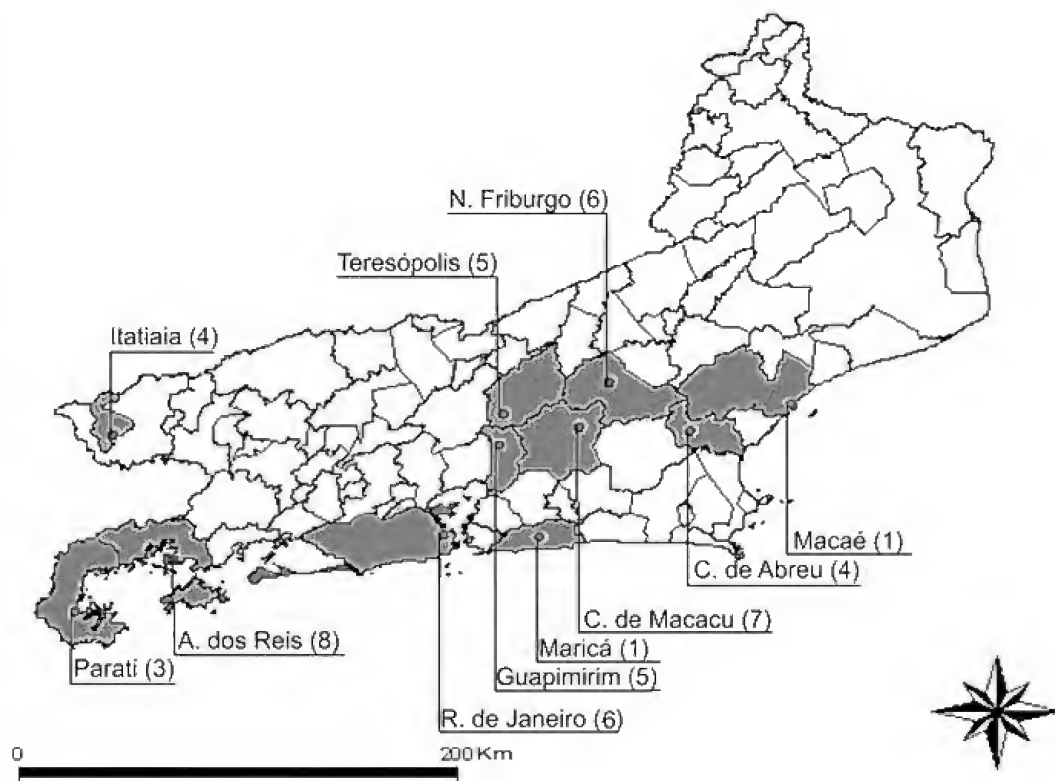 N. Friburgo (6)
Teresópolis (5)
Itatiaia (4)
Macaé (1)
C. de Abreu (4)
C. de Macacu (7)
A. dos Reis (8)
Maricá (1)
Parati (3)
Guapimirim (5)
R. de Janeiro (6)
0 200 Km